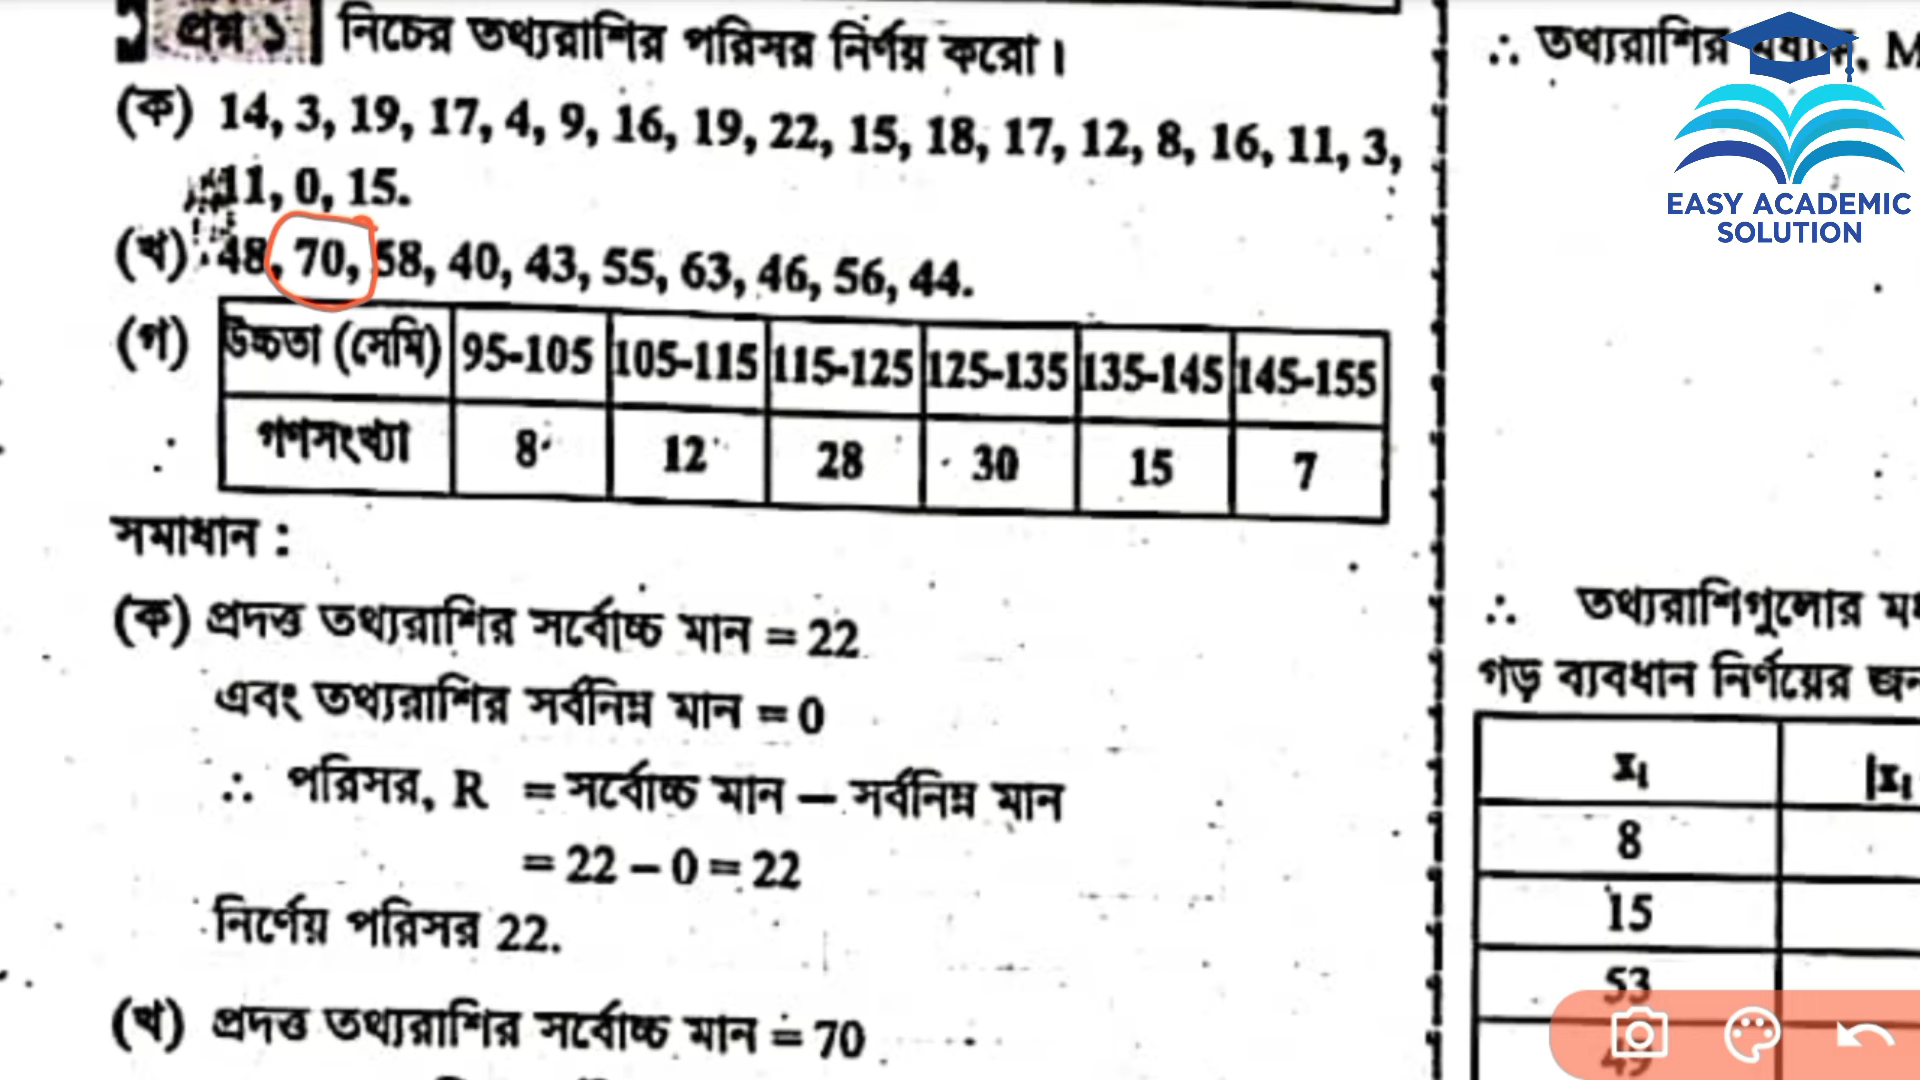 প্রশ্ন ১ নিচের তথ্যরাশির পরিসর নির্ণয় করো।
(ক) 14, 3, 19, 17, 4, 9, 16, 19, 22, 15, 18, 17, 12, 8, 16, 11, 3,
11, 0, 15.
(খ) 48, 70, 58, 40, 43, 55, 63, 46, 56, 44.
(গ) উচ্চতা (সেমি) 95-105 105-115 115-125 125-135 135-145 145-155
গণসংখ্যা 8 12 28 30 15 7
সমাধান :
(ক) প্রদত্ত তথ্যরাশির সর্বোচ্চ মান = 22
এবং তথ্যরাশির সর্বনিম্ন মান = 0
∴ পরিসর, R = সর্বোচ্চ মান – সর্বনিম্ন মান
= 22 – 0 = 22
নির্ণেয় পরিসর 22.
(খ) প্রদত্ত তথ্যরাশির সর্বোচ্চ মান = 70
∴ তথ্যরাশির
EASY ACADEMIC
SOLUTION
∴ তথ্যরাশিগুলোর
গড় ব্যবধান নির্ণয়ের
xᵢ |xᵢ
8
15
53
49